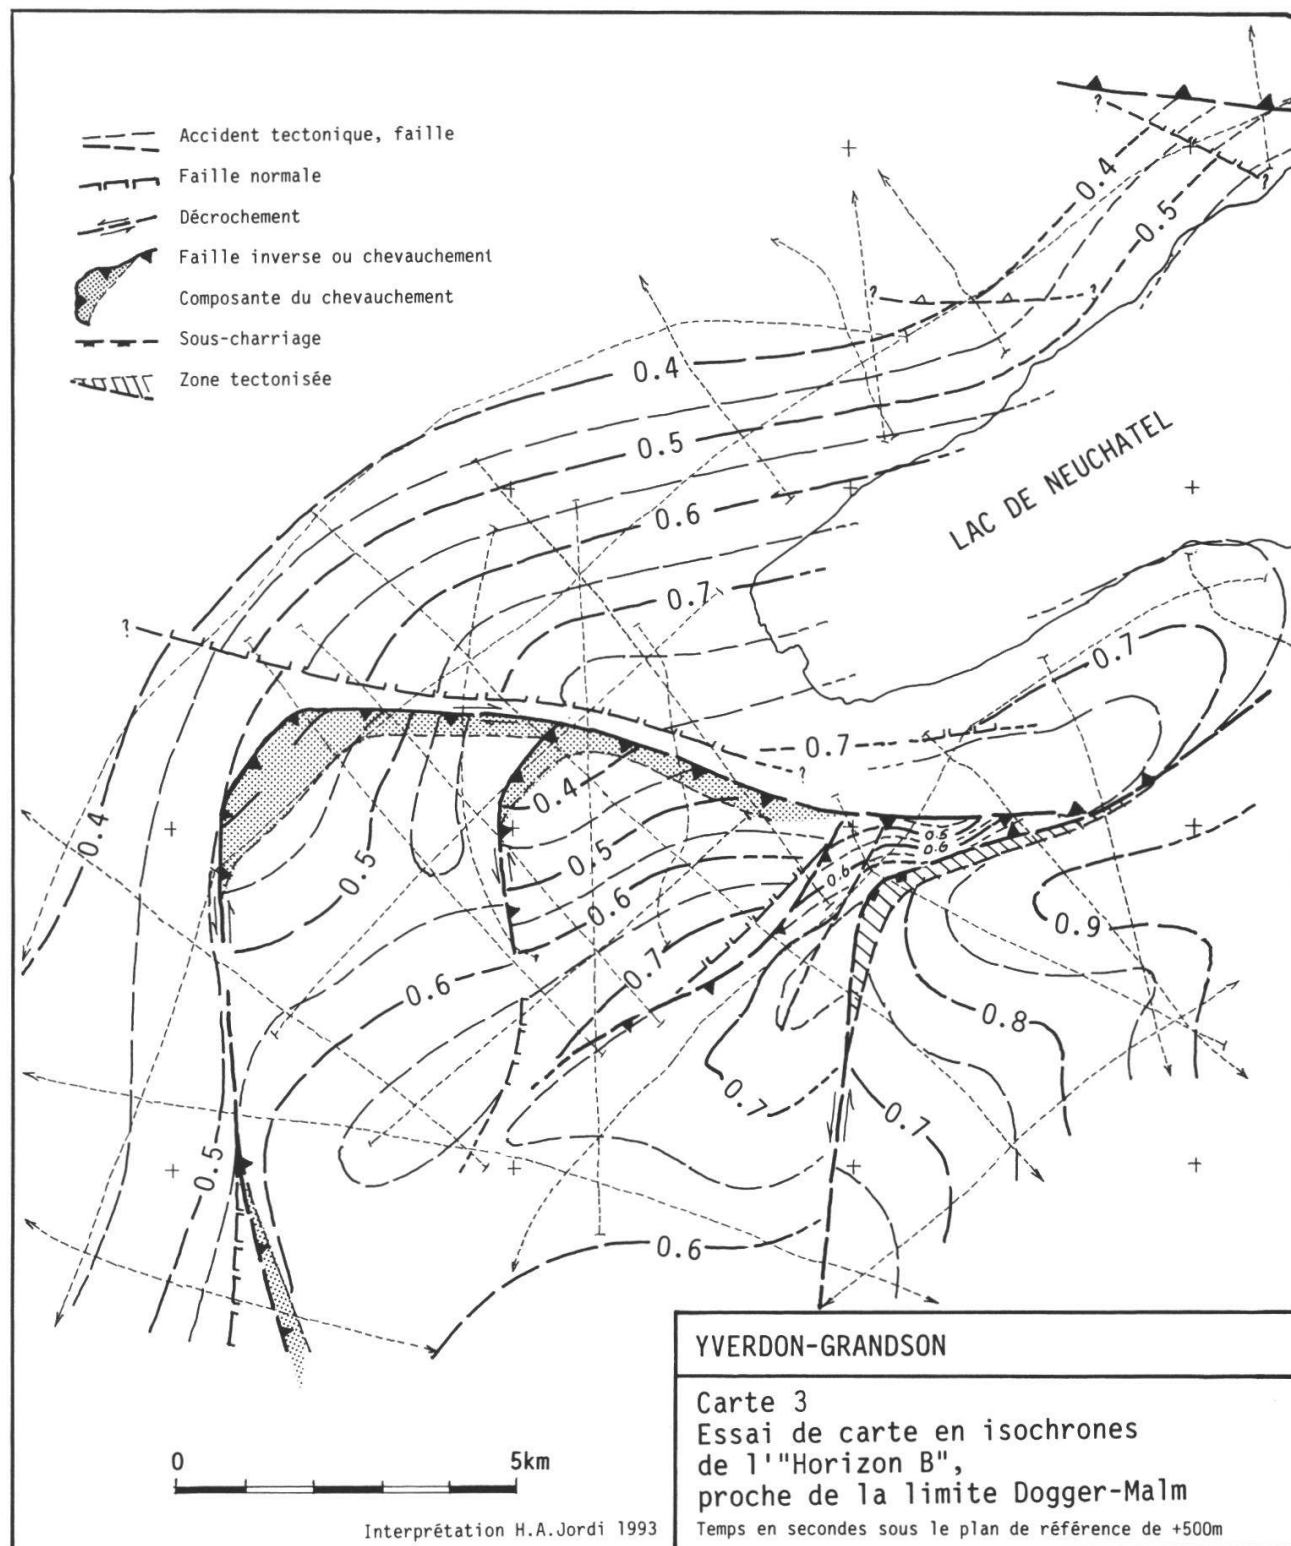 Accident tectonique, faille
Faille normale
Décrochement
Faille inverse ou chevauchement
Composante du chevauchement
Sous-charriage
Zone tectonisée
?
0.4
0.5
?
?
?
0.4
0.5
LAC DE NEUCHATEL
0.6
0.7
?
0.7
0.7
?
0.4
0.4
0.5
0.5
0.6
0.6
0.6
0.6
0.9
0.7
0.6
0.8
0.7
0.7
0.5
0.6
YVERDON-GRANDSON
Carte 3
Essai de carte en isochrones
de l'"Horizon B",
proche de la limite Dogger-Malm
Temps en secondes sous le plan de référence de +500m
0 5km
Interprétation H.A.Jordi 1993